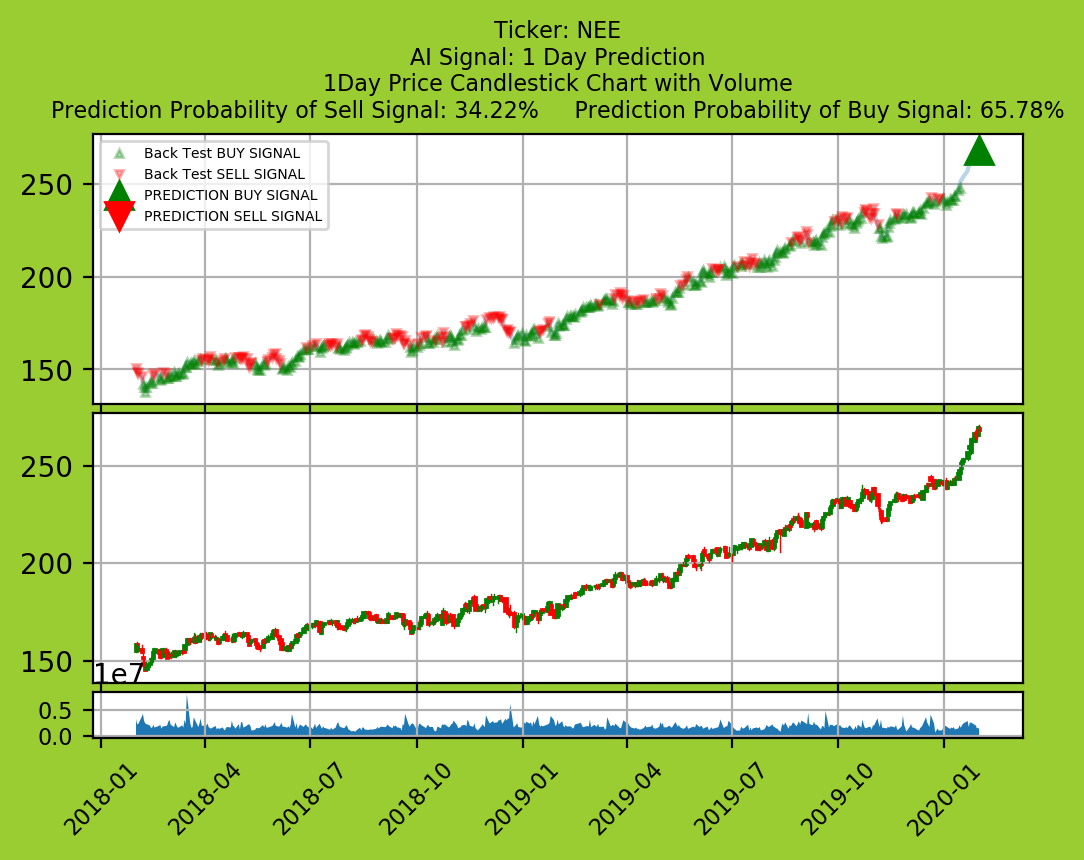 Ticker: NEE
AI Signal: 1 Day Prediction
1Day Price Candlestick Chart with Volume
Prediction Probability of Sell Signal: 34.22% Prediction Probability of Buy Signal: 65.78%
Back Test BUY SIGNAL
Back Test SELL SIGNAL
PREDICTION BUY SIGNAL
PREDICTION SELL SIGNAL
250
200
150
250
200
150
1e7
0.5
0.0
2018-01
2018-04
2018-07
2018-10
2019-01
2019-04
2019-07
2019-10
2020-01